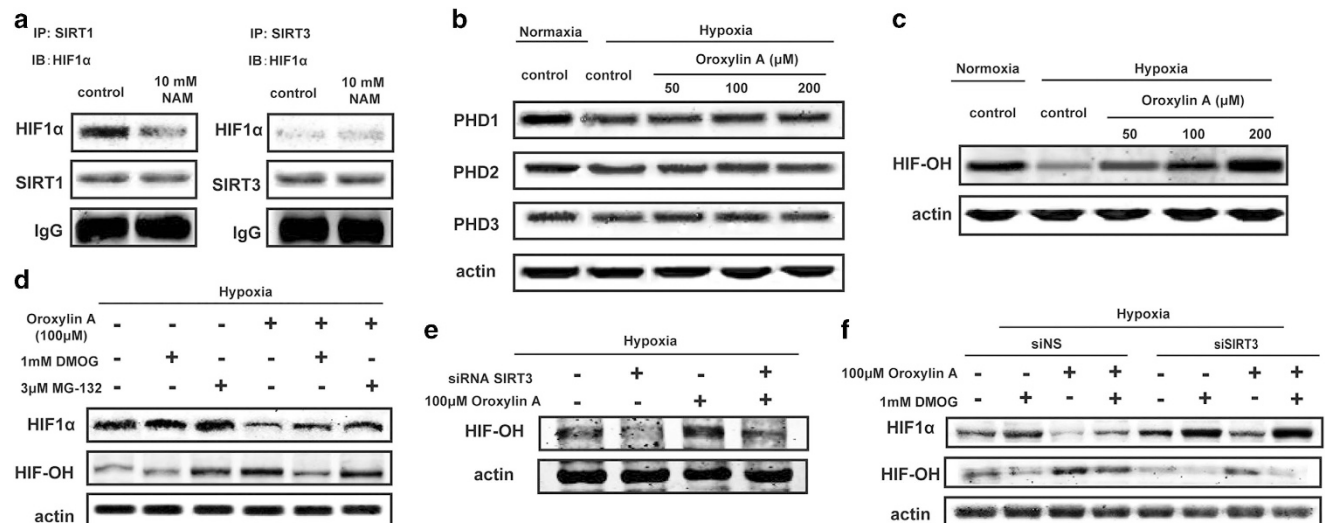 a
IP: SIRT1
IP: SIRT3
IB:HIF1α
IB:HIF1α
control
10 mM
NAM
control
10 mM
NAM
HIF1α
HIF1α
SIRT1
SIRT3
IgG
IgG
b
Normaxia
Hypoxia
Oroxylin A (μM)
control
control
50
100
200
PHD1
PHD2
PHD3
actin
c
Normoxia
Hypoxia
Oroxylin A (μM)
control
control
50
100
200
HIF-OH
actin
d
Hypoxia
Oroxylin A
(100μM)
- - - + + +
1mM DMOG
- + - - + -
3μM MG-132
- - + - - +
HIF1α
HIF-OH
actin
e
Hypoxia
siRNA SIRT3 - + - +
100μM Oroxylin A - - + +
HIF-OH
actin
f
Hypoxia
siNS
siSIRT3
100μM Oroxylin A - - + + - - + +
1mM DMOG - + - + - + - +
HIF1α
HIF-OH
actin